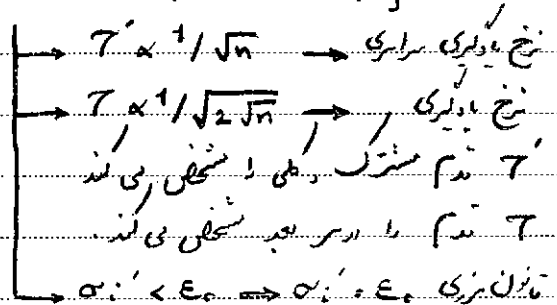 τ' ∝ 1/√n → نرخ یادگیری سراسری
τ ∝ 1/√(2√n) → نرخ یادگیری
τ' قدم مشترک و کلی را مشخص می کند
τ قدم را در هر بعد مشخص می کند.
قانون مرزی σi' < ε₀ ⇒ σi' = ε₀